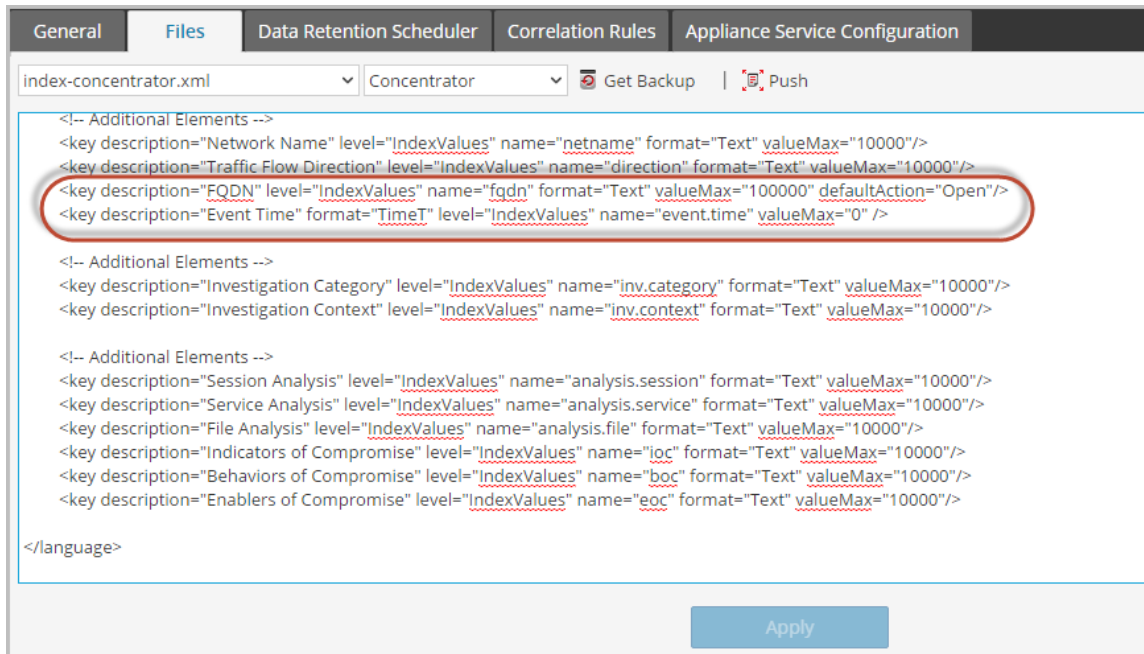 General Files Data Retention Scheduler Correlation Rules Appliance Service Configuration
index-concentrator.xml Concentrator Get Backup | Push
<!-- Additional Elements -->
<key description="Network Name" level="IndexValues" name="netname" format="Text" valueMax="10000"/>
<key description="Traffic Flow Direction" level="IndexValues" name="direction" format="Text" valueMax="10000"/>
<key description="FQDN" level="IndexValues" name="fqdn" format="Text" valueMax="100000" defaultAction="Open"/>
<key description="Event Time" format="TimeT" level="IndexValues" name="event.time" valueMax="0" />
<!-- Additional Elements -->
<key description="Investigation Category" level="IndexValues" name="inv.category" format="Text" valueMax="10000"/>
<key description="Investigation Context" level="IndexValues" name="inv.context" format="Text" valueMax="10000"/>
<!-- Additional Elements -->
<key description="Session Analysis" level="IndexValues" name="analysis.session" format="Text" valueMax="10000"/>
<key description="Service Analysis" level="IndexValues" name="analysis.service" format="Text" valueMax="10000"/>
<key description="File Analysis" level="IndexValues" name="analysis.file" format="Text" valueMax="10000"/>
<key description="Indicators of Compromise" level="IndexValues" name="ioc" format="Text" valueMax="10000"/>
<key description="Behaviors of Compromise" level="IndexValues" name="boc" format="Text" valueMax="10000"/>
<key description="Enablers of Compromise" level="IndexValues" name="eoc" format="Text" valueMax="10000"/>
</language>
Apply